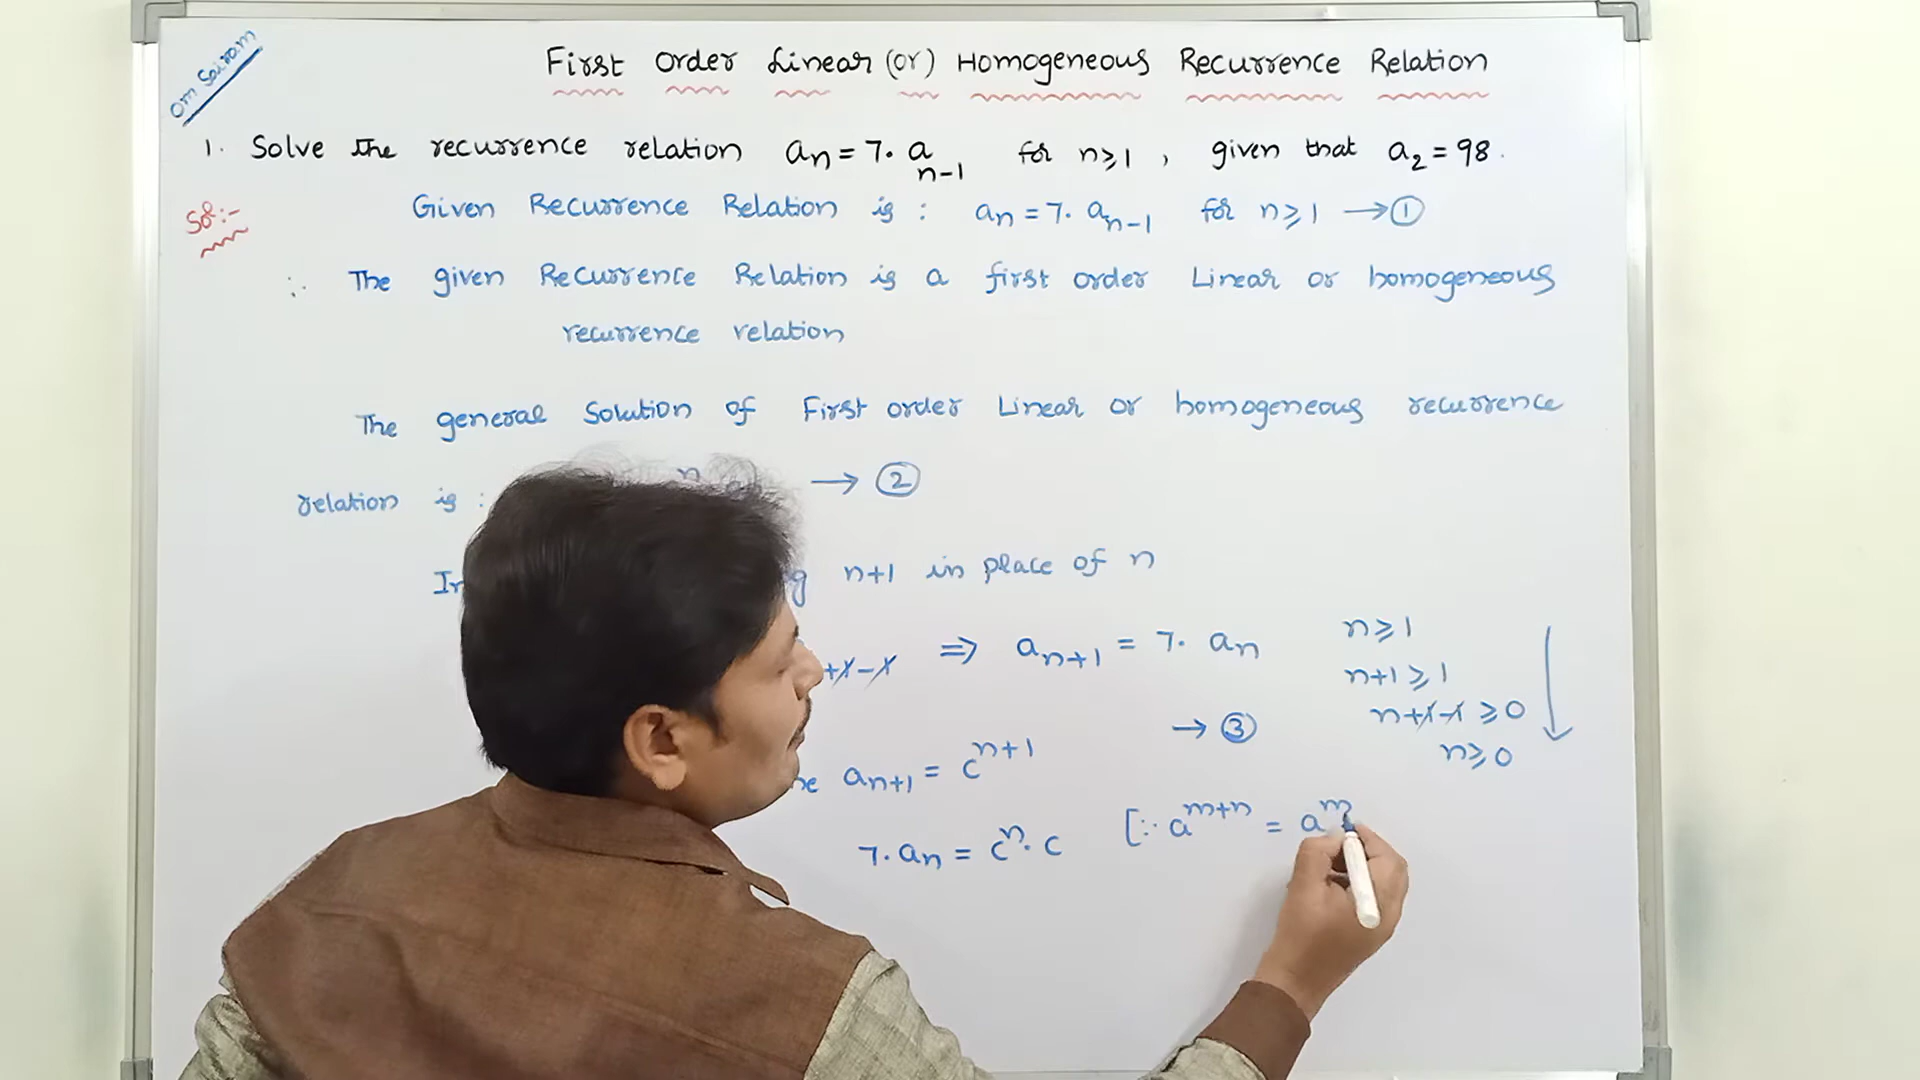 Om Sairam
First Order Linear (or) Homogeneous Recurrence Relation
1. Solve the recurrence relation aₙ = 7. aₙ₋₁ for n ≥ 1 , given that a₂ = 98.
Sol:-
Given Recurrence Relation is : aₙ = 7. aₙ₋₁ for n ≥ 1 → ①
∴ The given Recurrence Relation is a first order Linear or homogeneous
recurrence relation
The general Solution of First order Linear or homogeneous recurrence
relation is : n → ②
n+1 in place of n
+1-1 ⇒ aₙ₊₁ = 7. aₙ
→ ③
n ≥ 1
n+1 ≥ 1
n+1-1 ≥ 0
n ≥ 0
aₙ₊₁ = cⁿ⁺¹
7. aₙ = cⁿ. c [∵ aᵐ⁺ⁿ = aᵐ